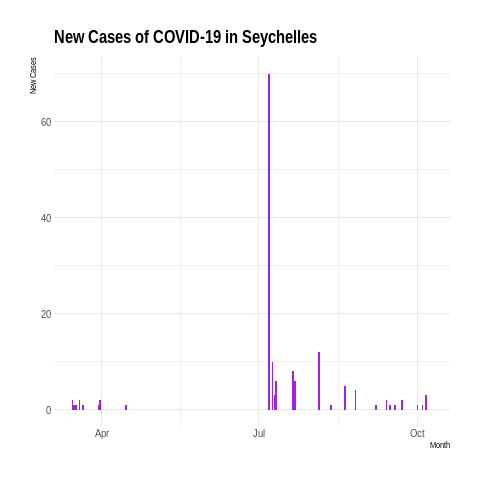 New Cases of COVID-19 in Seychelles
New Cases
60
40
20
0
Apr
Jul
Oct
Month